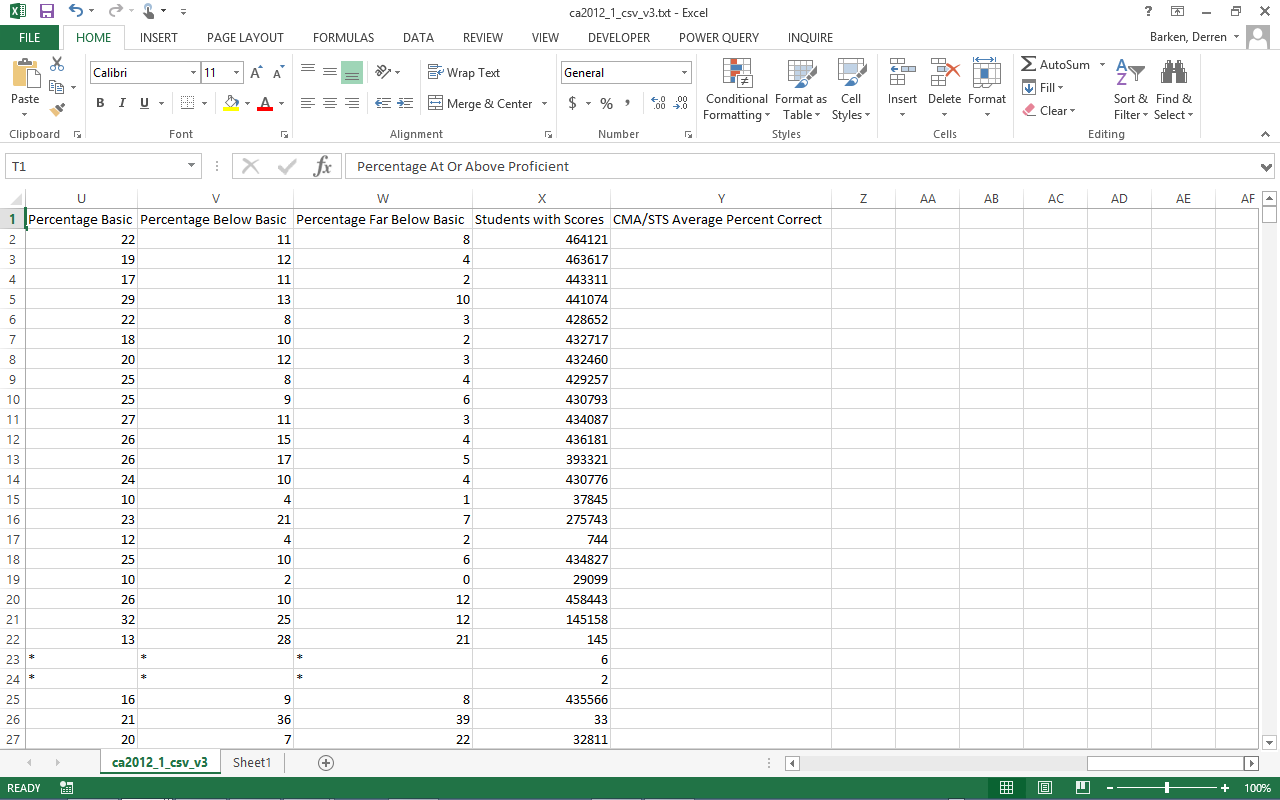 ca2012_1_csv_v3.txt - Excel
FILE HOME INSERT PAGE LAYOUT FORMULAS DATA REVIEW VIEW DEVELOPER POWER QUERY INQUIRE Barken, Derren
Calibri 11 Wrap Text General AutoSum
Paste Conditional Formatting Format as Table Cell Styles Insert Delete Format Fill Sort & Filter Find & Select
B I U Merge & Center $ % , Clear
Clipboard Font Alignment Number Styles Cells Editing
T1 fx Percentage At Or Above Proficient
U V W X Y Z AA AB AC AD AE AF
1 Percentage Basic Percentage Below Basic Percentage Far Below Basic Students with Scores CMA/STS Average Percent Correct
2 22 11 8 464121
3 19 12 4 463617
4 17 11 2 443311
5 29 13 10 441074
6 22 8 3 428652
7 18 10 2 432717
8 20 12 3 432460
9 25 8 4 429257
10 25 9 6 430793
11 27 11 3 434087
12 26 15 4 436181
13 26 17 5 393321
14 24 10 4 430776
15 10 4 1 37845
16 23 21 7 275743
17 12 4 2 744
18 25 10 6 434827
19 10 2 0 29099
20 26 10 12 458443
21 32 25 12 145158
22 13 28 21 145
23 * * * 6
24 * * * 2
25 16 9 8 435566
26 21 36 39 33
27 20 7 22 32811
ca2012_1_csv_v3 Sheet1
READY 100%